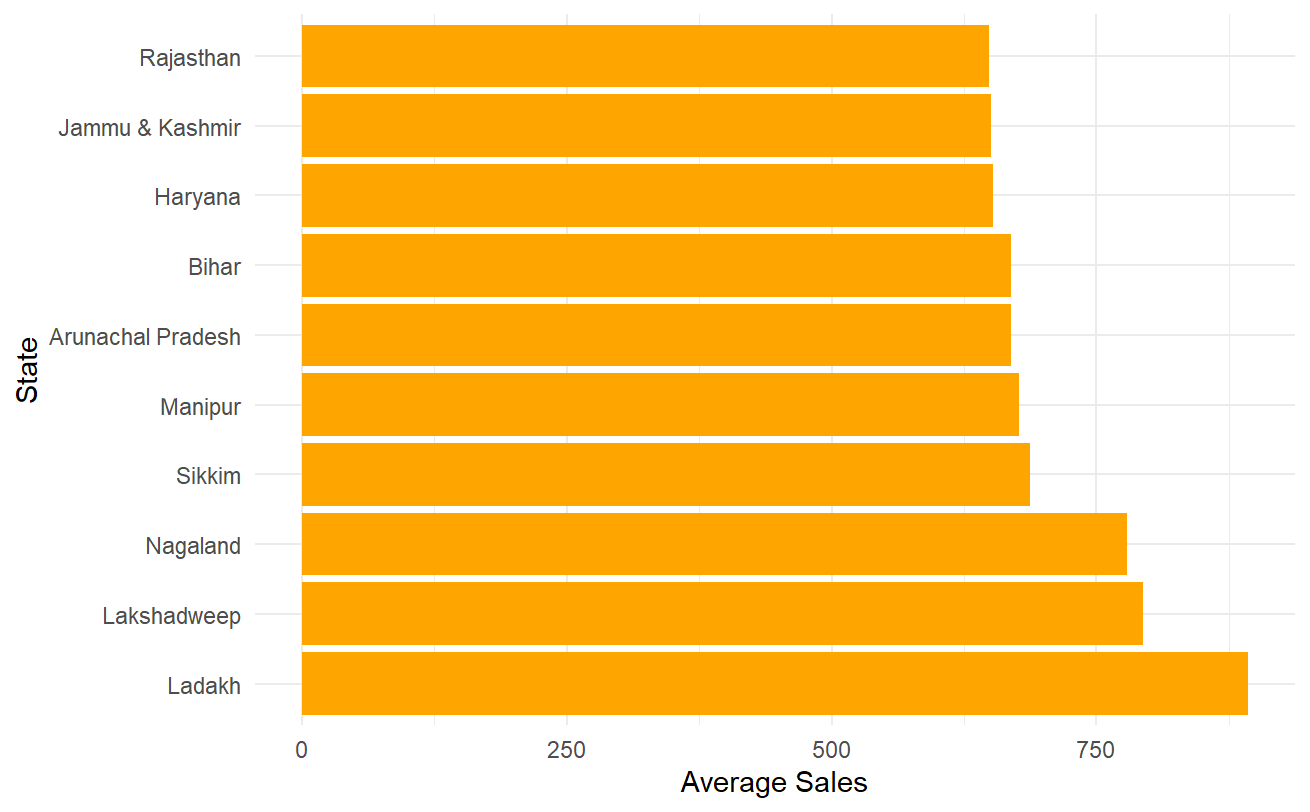 Rajasthan
Jammu & Kashmir
Haryana
Bihar
Arunachal Pradesh
Manipur
Sikkim
Nagaland
Lakshadweep
Ladakh
State
0 250 500 750
Average Sales